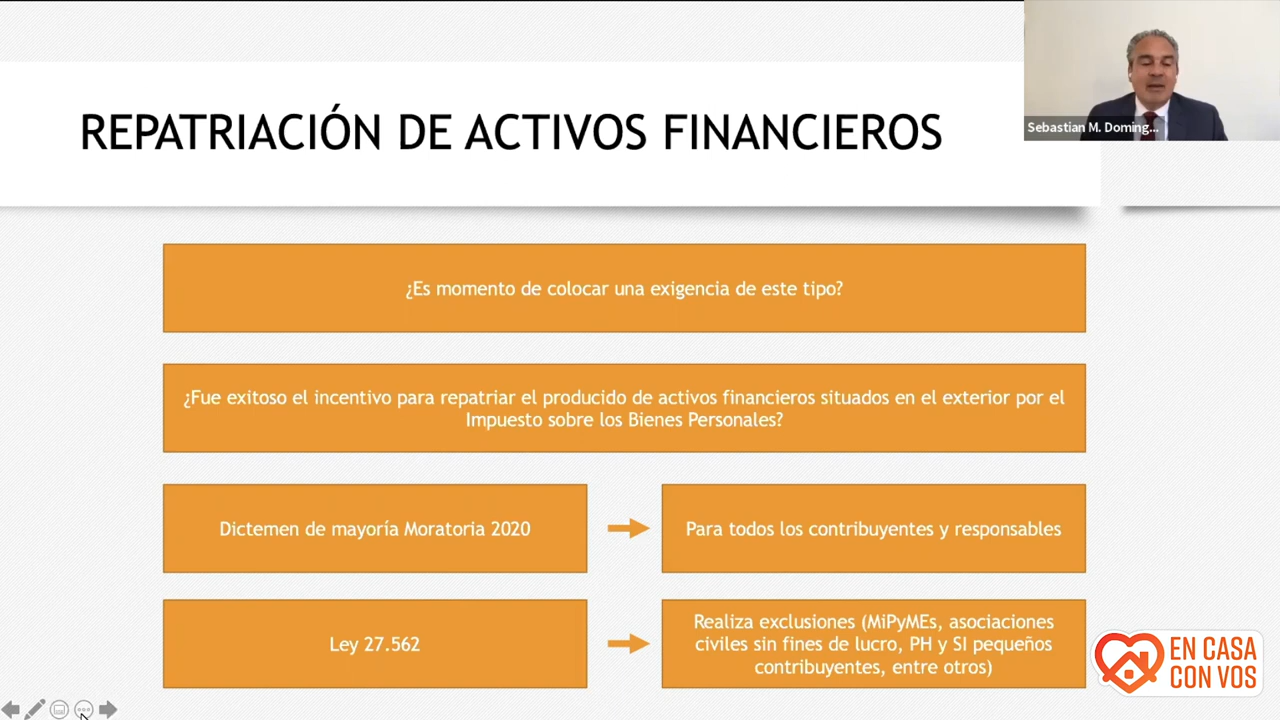 REPATRIACIÓN DE ACTIVOS FINANCIEROS
Sebastian M. Doming...
¿Es momento de colocar una exigencia de este tipo?
¿Fue exitoso el incentivo para repatriar el producido de activos financieros situados en el exterior por el
Impuesto sobre los Bienes Personales?
Dictemen de mayoría Moratoria 2020
Para todos los contribuyentes y responsables
Ley 27.562
Realiza exclusiones (MiPyMEs, asociaciones
civiles sin fines de lucro, PH y SI pequeños
contribuyentes, entre otros)
EN CASA
CON VOS